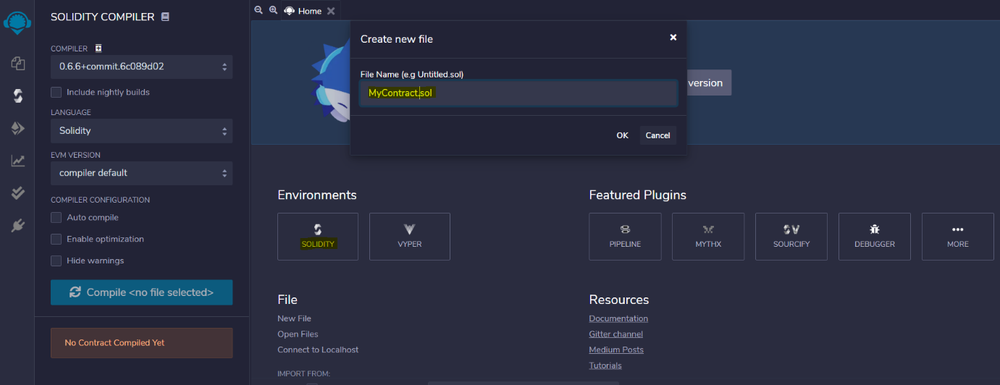 SOLIDITY COMPILER
COMPILER
0.6.6+commit.6c089d02
Include nightly builds
LANGUAGE
Solidity
EVM VERSION
compiler default
COMPILER CONFIGURATION
Auto compile
Enable optimization
Hide warnings
Compile <no file selected>
No Contract Compiled Yet
Home
Create new file
File Name (e.g Untitled.sol)
MyContract.sol
OK Cancel
version
Environments
SOLIDITY VYPER
Featured Plugins
PIPELINE MYTHX SOURCIFY DEBUGGER MORE
File
New File
Open Files
Connect to Localhost
IMPORT FROM:
Resources
Documentation
Gitter channel
Medium Posts
Tutorials